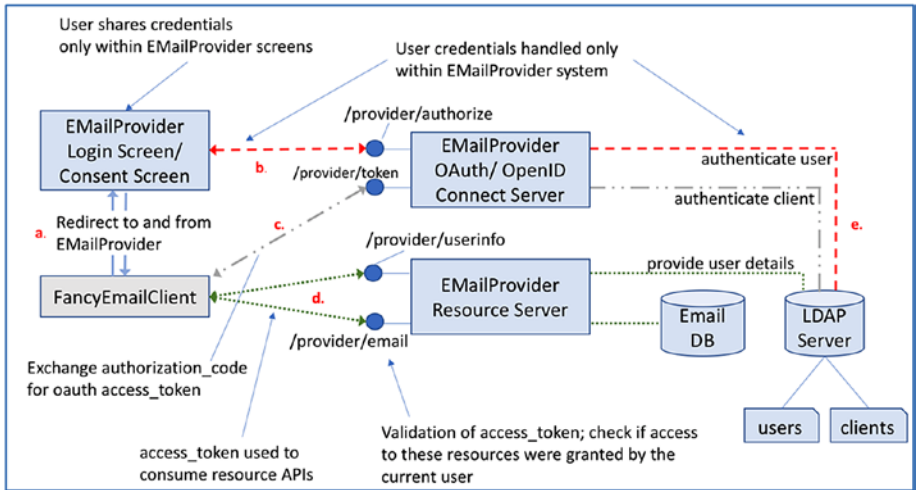 User shares credentials
only within EMailProvider screens
User credentials handled only
within EMailProvider system
/provider/authorize
EMailProvider
Login Screen/
Consent Screen
b.
EMailProvider
OAuth/ OpenID
Connect Server
authenticate user
/provider/token
authenticate client
a.
Redirect to and from
EMailProvider
c.
e.
/provider/userinfo
FancyEmailClient
d.
EMailProvider
Resource Server
provide user details
/provider/email
Email
DB
LDAP
Server
Exchange authorization_code
for oauth access_token
users
clients
access_token used to
consume resource APIs
Validation of access_token; check if access
to these resources were granted by the
current user